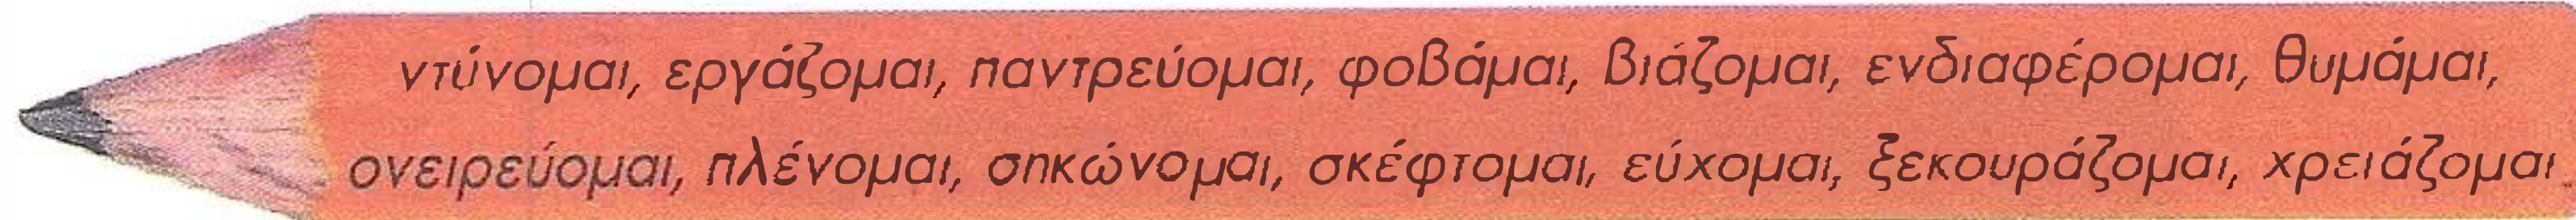 ντύνομαι, εργάζομαι, παντρεύομαι, φοβάμαι, βιάζομαι, ενδιαφέρομαι, θυμάμαι,
ονειρεύομαι, πλένομαι, σηκώνομαι, σκέφτομαι, εύχομαι, ξεκουράζομαι, χρειάζομαι.